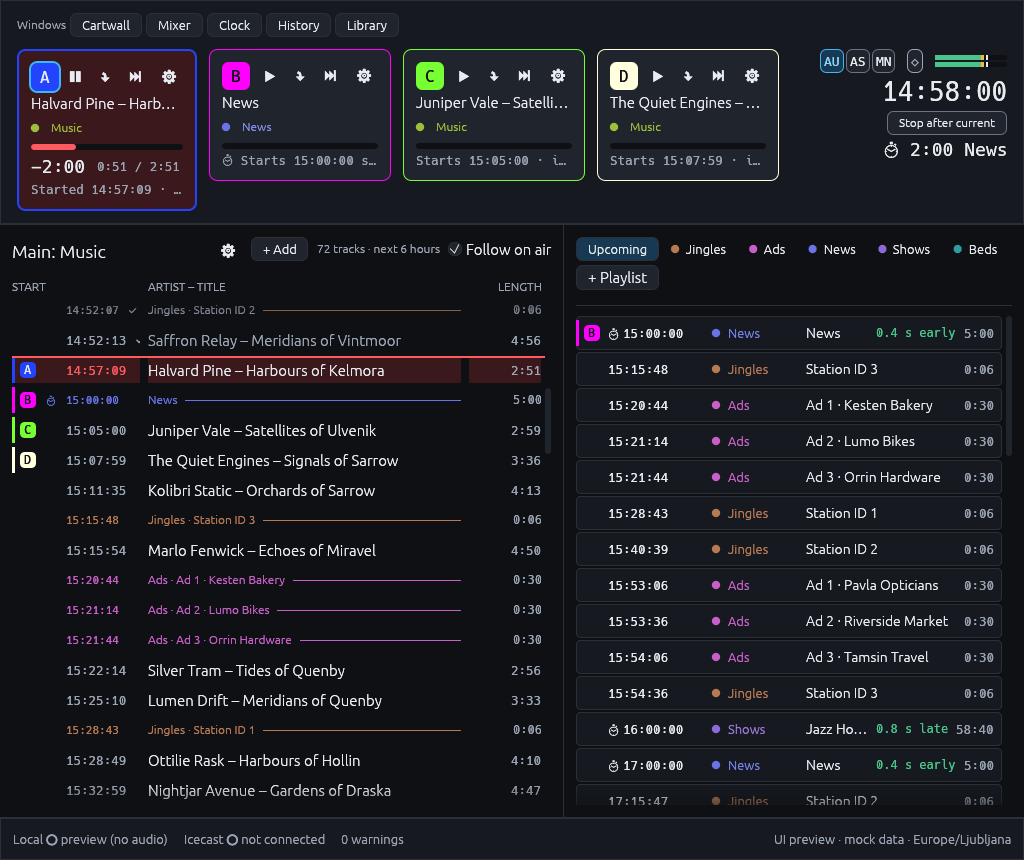 Windows Cartwall Mixer Clock History Library
A
Halvard Pine – Harb…
Music
−2:00 0:51 / 2:51
Started 14:57:09 · …
B
News
News
Starts 15:00:00 s…
C
Juniper Vale – Satelli…
Music
Starts 15:05:00 · i…
D
The Quiet Engines – …
Music
Starts 15:07:59 · i…
AU AS MN
14:58:00
Stop after current
2:00 News
Main: Music
+ Add 72 tracks · next 6 hours ✓ Follow on air
START ARTIST – TITLE LENGTH
14:52:07 ✓ Jingles · Station ID 2 0:06
14:52:13 Saffron Relay – Meridians of Vintmoor 4:56
A 14:57:09 Halvard Pine – Harbours of Kelmora 2:51
B 15:00:00 News 5:00
C 15:05:00 Juniper Vale – Satellites of Ulvenik 2:59
D 15:07:59 The Quiet Engines – Signals of Sarrow 3:36
15:11:35 Kolibri Static – Orchards of Sarrow 4:13
15:15:48 Jingles · Station ID 3 0:06
15:15:54 Marlo Fenwick – Echoes of Miravel 4:50
15:20:44 Ads · Ad 1 · Kesten Bakery 0:30
15:21:14 Ads · Ad 2 · Lumo Bikes 0:30
15:21:44 Ads · Ad 3 · Orrin Hardware 0:30
15:22:14 Silver Tram – Tides of Quenby 2:56
15:25:10 Lumen Drift – Meridians of Quenby 3:33
15:28:43 Jingles · Station ID 1 0:06
15:28:49 Ottilie Rask – Harbours of Hollin 4:10
15:32:59 Nightjar Avenue – Gardens of Draska 4:47
Upcoming Jingles Ads News Shows Beds
+ Playlist
B 15:00:00 News News 0.4 s early 5:00
15:15:48 Jingles Station ID 3 0:06
15:20:44 Ads Ad 1 · Kesten Bakery 0:30
15:21:14 Ads Ad 2 · Lumo Bikes 0:30
15:21:44 Ads Ad 3 · Orrin Hardware 0:30
15:28:43 Jingles Station ID 1 0:06
15:40:39 Jingles Station ID 2 0:06
15:53:06 Ads Ad 1 · Pavla Opticians 0:30
15:53:36 Ads Ad 2 · Riverside Market 0:30
15:54:06 Ads Ad 3 · Tamsin Travel 0:30
15:54:36 Jingles Station ID 3 0:06
16:00:00 Shows Jazz Ho… 0.8 s late 58:40
17:00:00 News News 0.4 s early 5:00
17:15:47 Jingles Station ID 2 0:06
Local preview (no audio) Icecast not connected 0 warnings
UI preview · mock data · Europe/Ljubljana